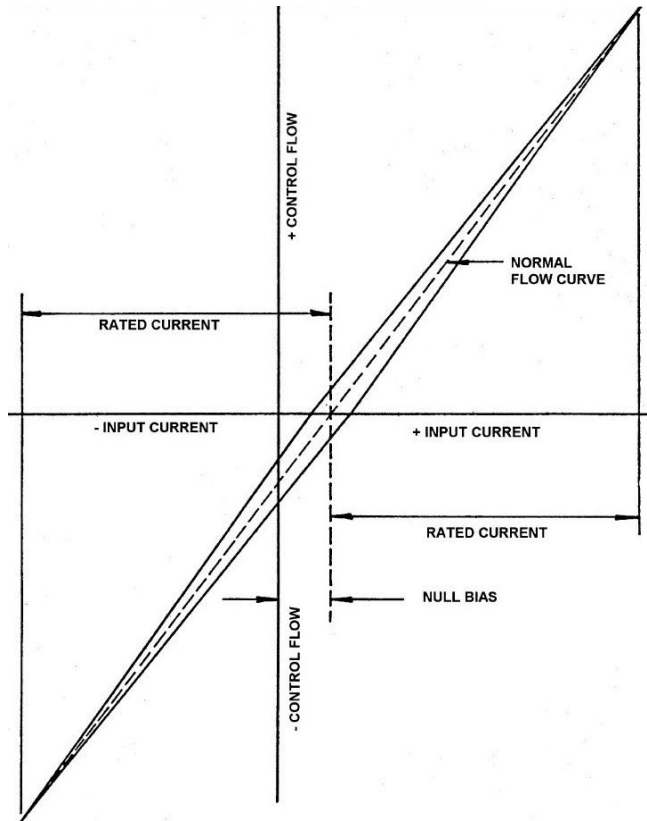 + CONTROL FLOW
NORMAL
FLOW CURVE
RATED CURRENT
- INPUT CURRENT
+ INPUT CURRENT
RATED CURRENT
NULL BIAS
- CONTROL FLOW